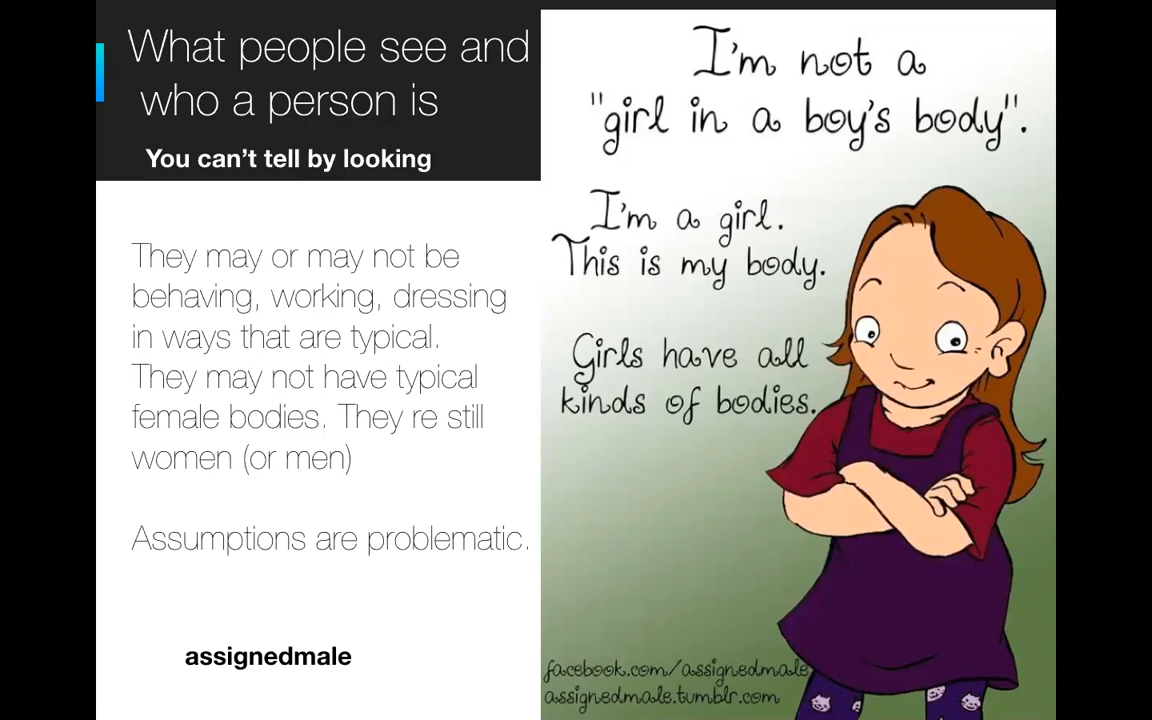 What people see and
who a person is
You can't tell by looking
They may or may not be
behaving, working, dressing
in ways that are typical.
They may not have typical
female bodies. They re still
women (or men)
Assumptions are problematic.
assignedmale
I'm not a
"girl in a boy's body".
I'm a girl.
This is my body.
Girls have all
kinds of bodies.
facebook.com/assignedmale
assignedmale.tumblr.com